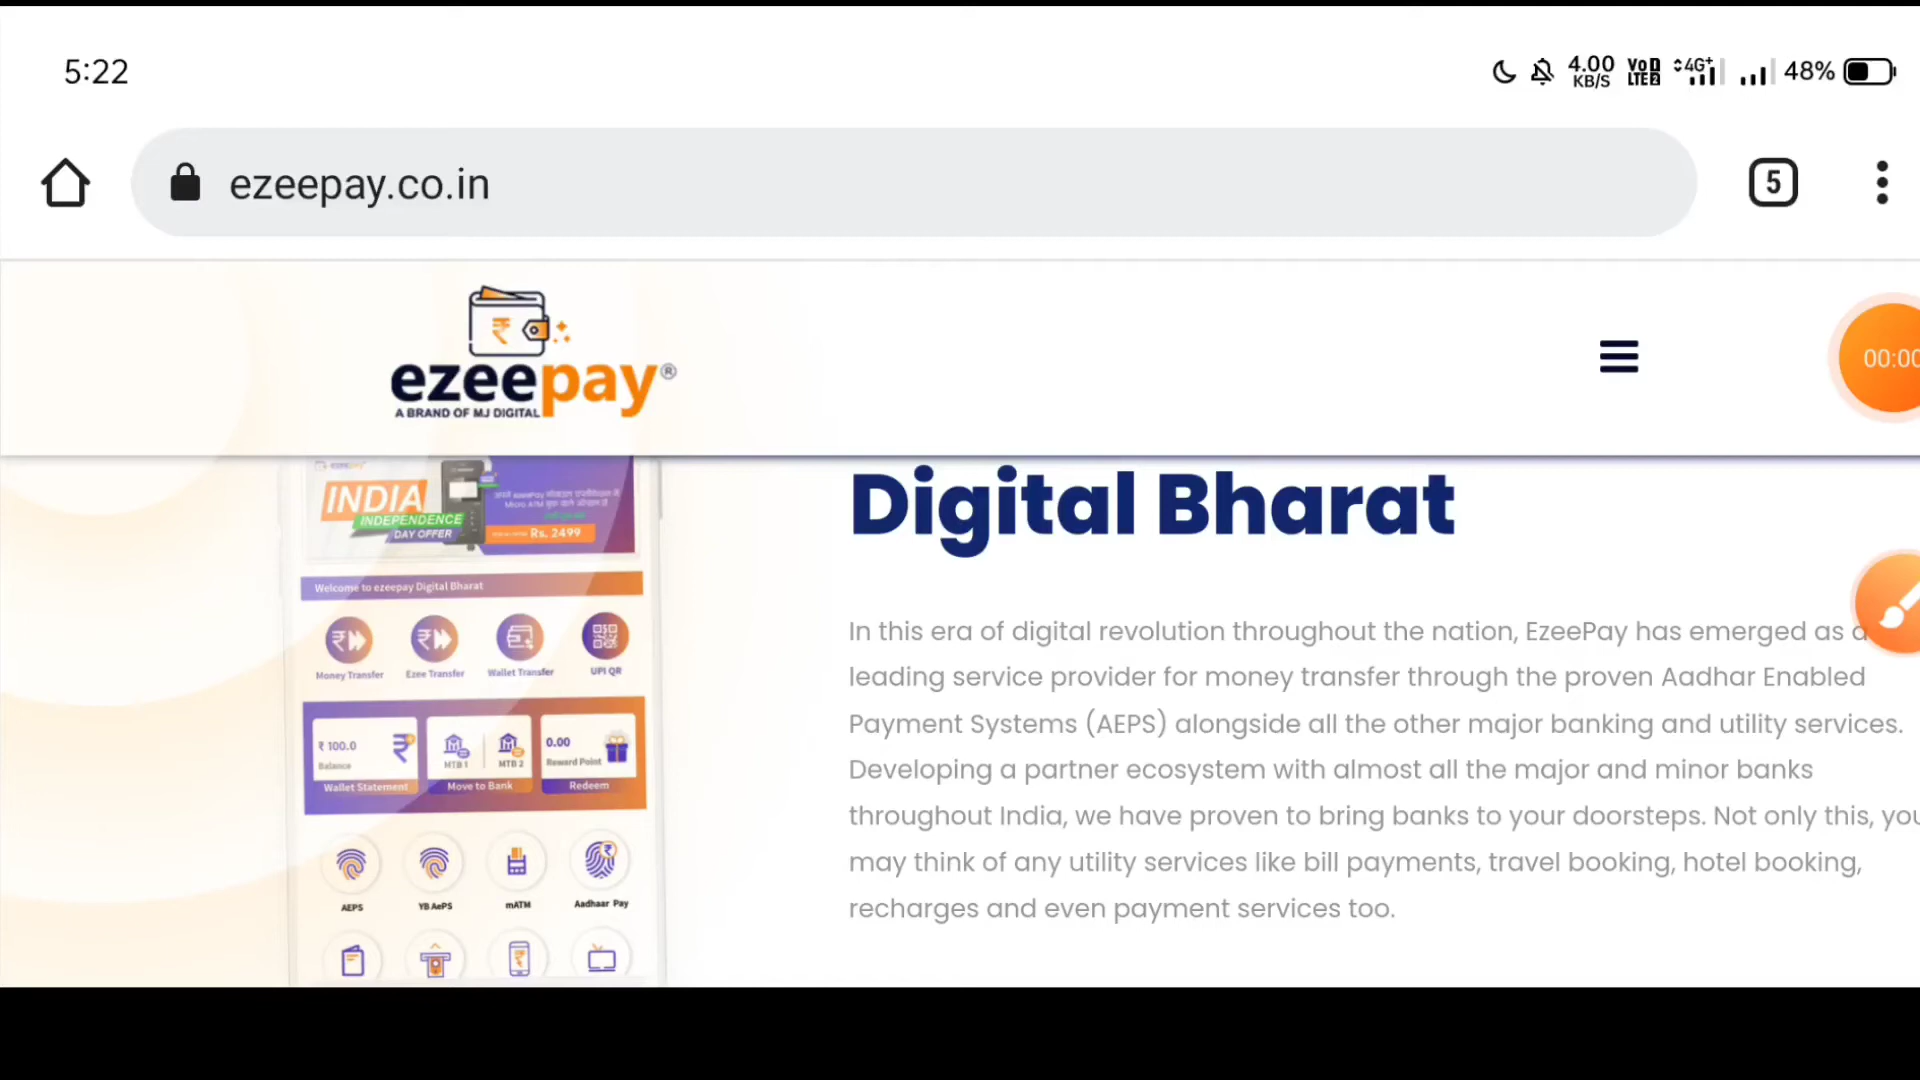 5:22
4.00 KB/S
VoD LTE2
4G+
48%
ezeepay.co.in
5
₹
ezeepay®
A BRAND OF MJ DIGITAL
00:00
ezeepay
INDIA
INDEPENDENCE
DAY OFFER
Rs. 2499
Welcome to ezeepay Digital Bharat
Money Transfer
Ezee Transfer
Wallet Transfer
UPI QR
₹ 100.0
Balance
MTB 1
MTB 2
0.00
Reward Point
Wallet Statement
Move to Bank
Redeem
AEPS
YB AePS
mATM
Aadhaar Pay
Digital Bharat
In this era of digital revolution throughout the nation, EzeePay has emerged as a
leading service provider for money transfer through the proven Aadhar Enabled
Payment Systems (AEPS) alongside all the other major banking and utility services.
Developing a partner ecosystem with almost all the major and minor banks
throughout India, we have proven to bring banks to your doorsteps. Not only this, you
may think of any utility services like bill payments, travel booking, hotel booking,
recharges and even payment services too.